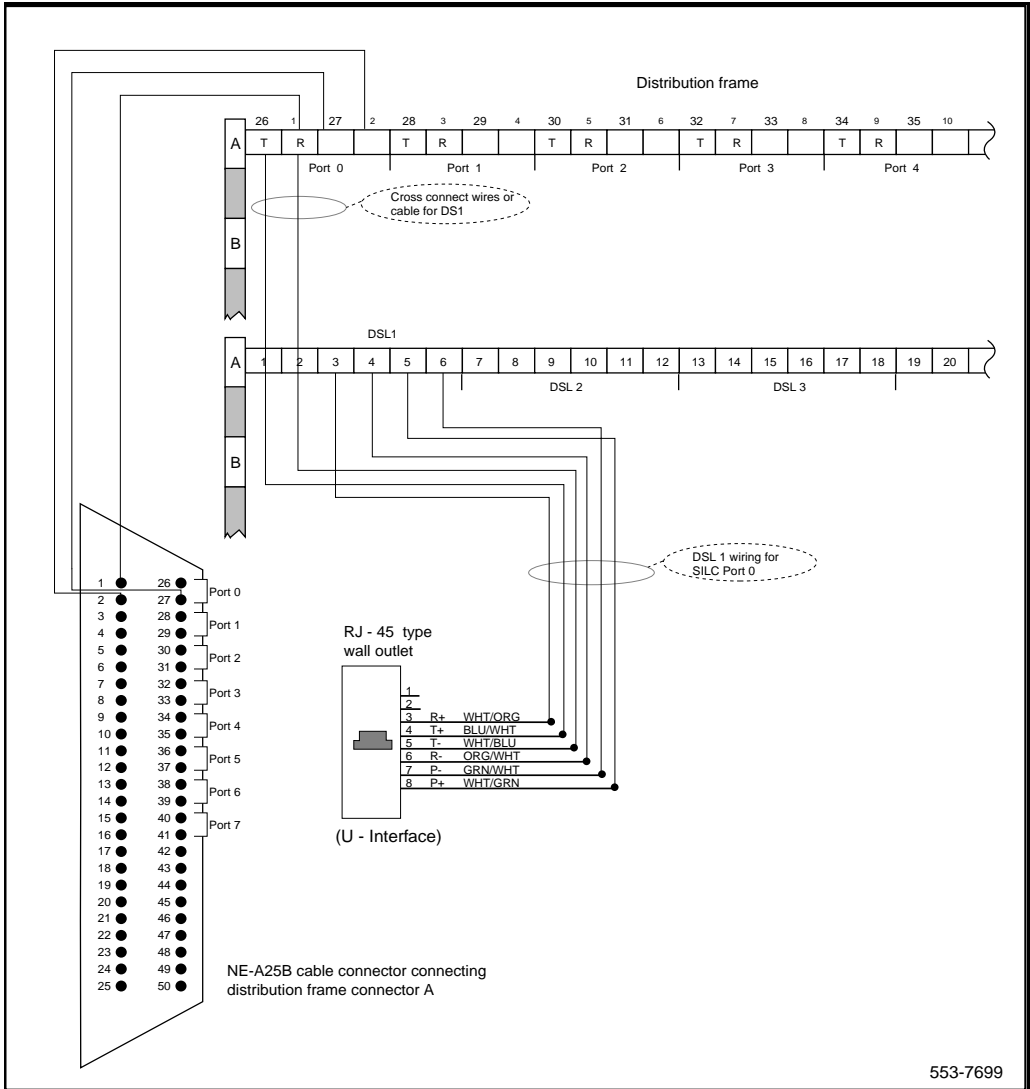 Distribution frame
26 1 27 2 28 3 29 4 30 5 31 6 32 7 33 8 34 9 35 10
A T R T R T R T R T R
Port 0 Port 1 Port 2 Port 3 Port 4
Cross connect wires or
cable for DS1
B
DSL1
A 1 2 3 4 5 6 7 8 9 10 11 12 13 14 15 16 17 18 19 20
DSL 2 DSL 3
B
DSL 1 wiring for
SILC Port 0
1 26
2 27
Port 0
3 28
4 29
Port 1
5 30
6 31
Port 2
7 32
8 33
Port 3
9 34
10 35
Port 4
11 36
12 37
Port 5
13 38
14 39
Port 6
15 40
16 41
Port 7
17 42
18 43
19 44
20 45
21 46
22 47
23 48
24 49
25 50
RJ - 45 type
wall outlet
1
2
3 R+ WHT/ORG
4 T+ BLU/WHT
5 T- WHT/BLU
6 R- ORG/WHT
7 P- GRN/WHT
8 P+ WHT/GRN
(U - Interface)
NE-A25B cable connector connecting
distribution frame connector A
553-7699